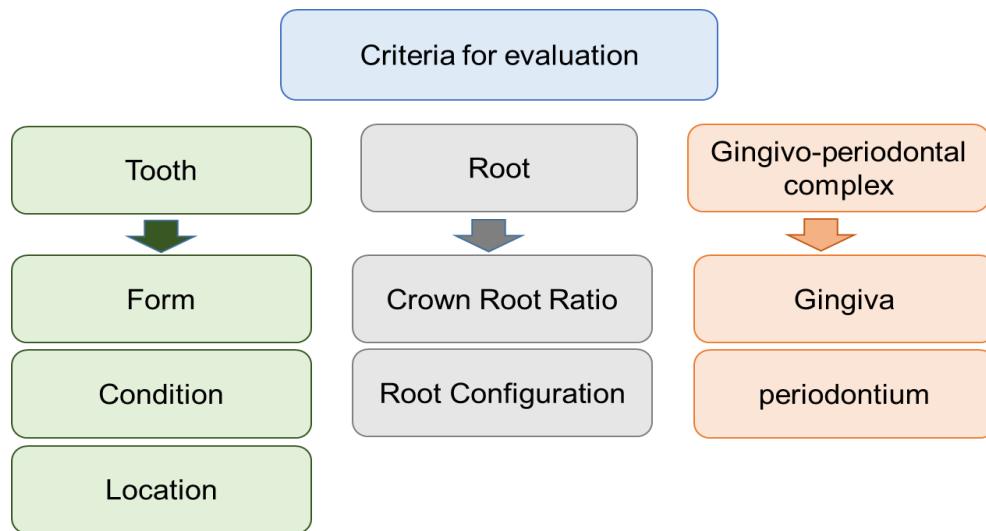 Criteria for evaluation
Tooth
Form
Condition
Location
Root
Crown Root Ratio
Root Configuration
Gingivo-periodontal
complex
Gingiva
periodontium